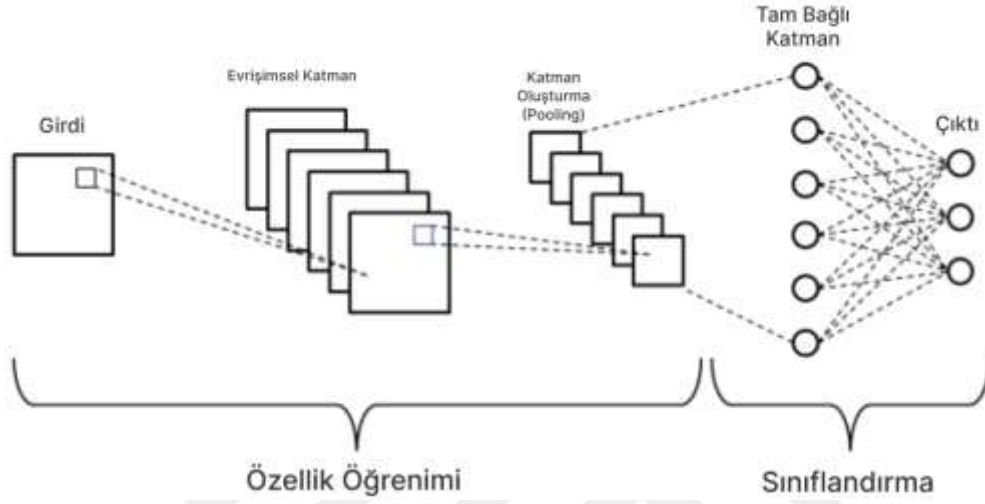 Girdi
Evrişimsel Katman
Katman
Oluşturma
(Pooling)
Tam Bağlı
Katman
Çıktı
Özellik Öğrenimi
Sınıflandırma